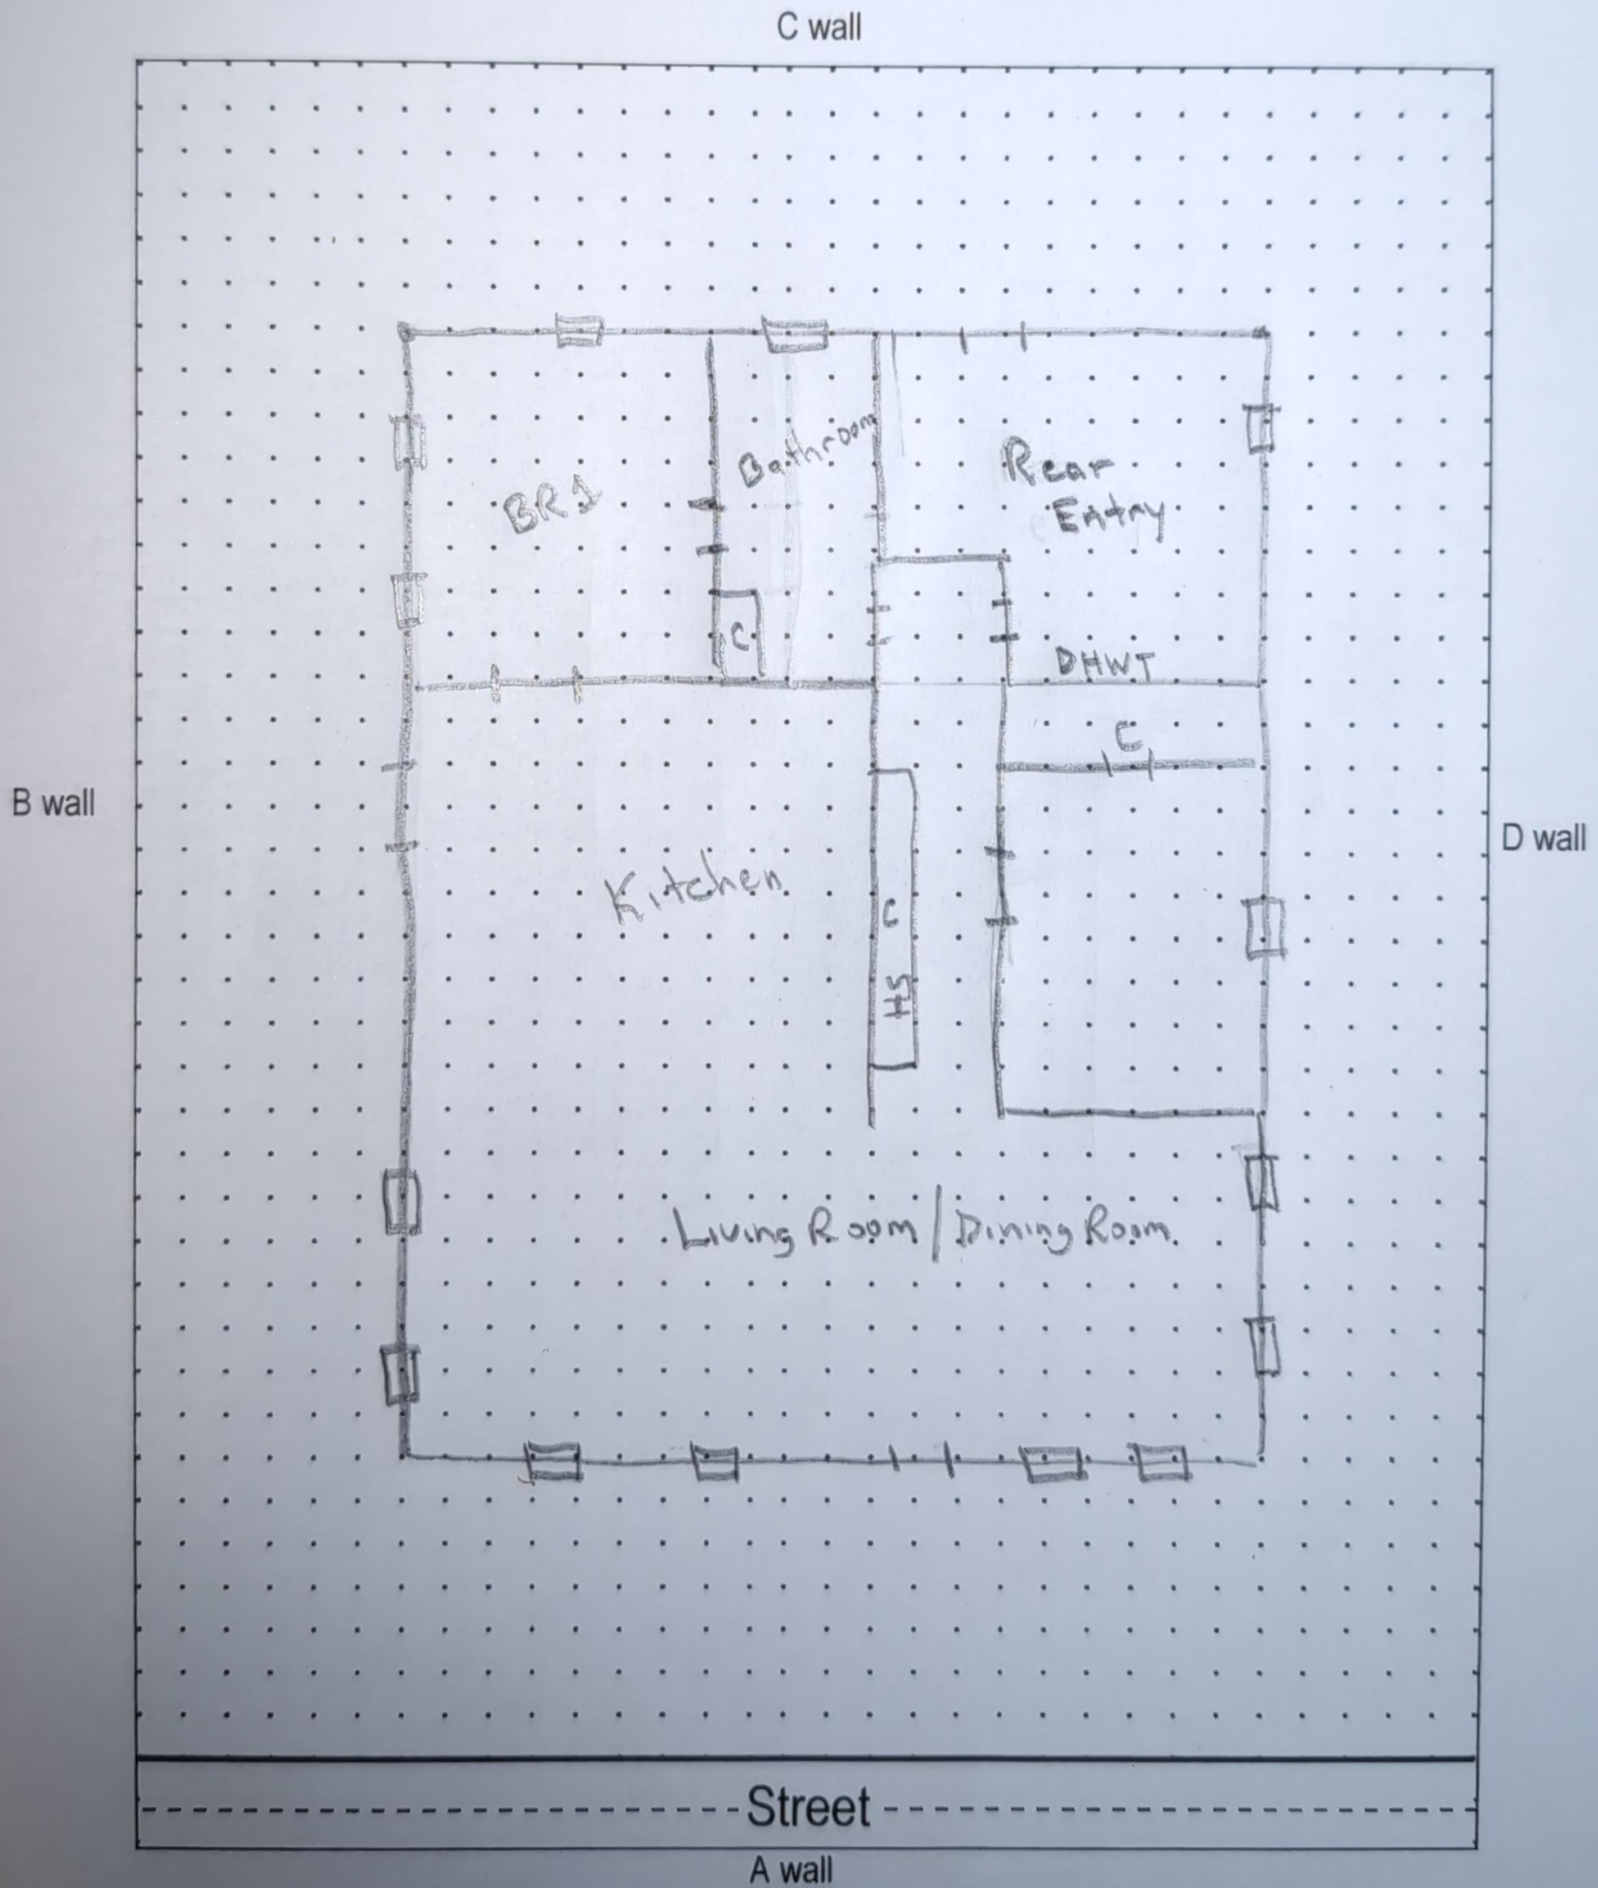 C wall
Bathroom
Rear
Entry
BR1
C
DHWT
C
B wall
D wall
Kitchen
C
HS
Living Room / Dining Room
Street
A wall